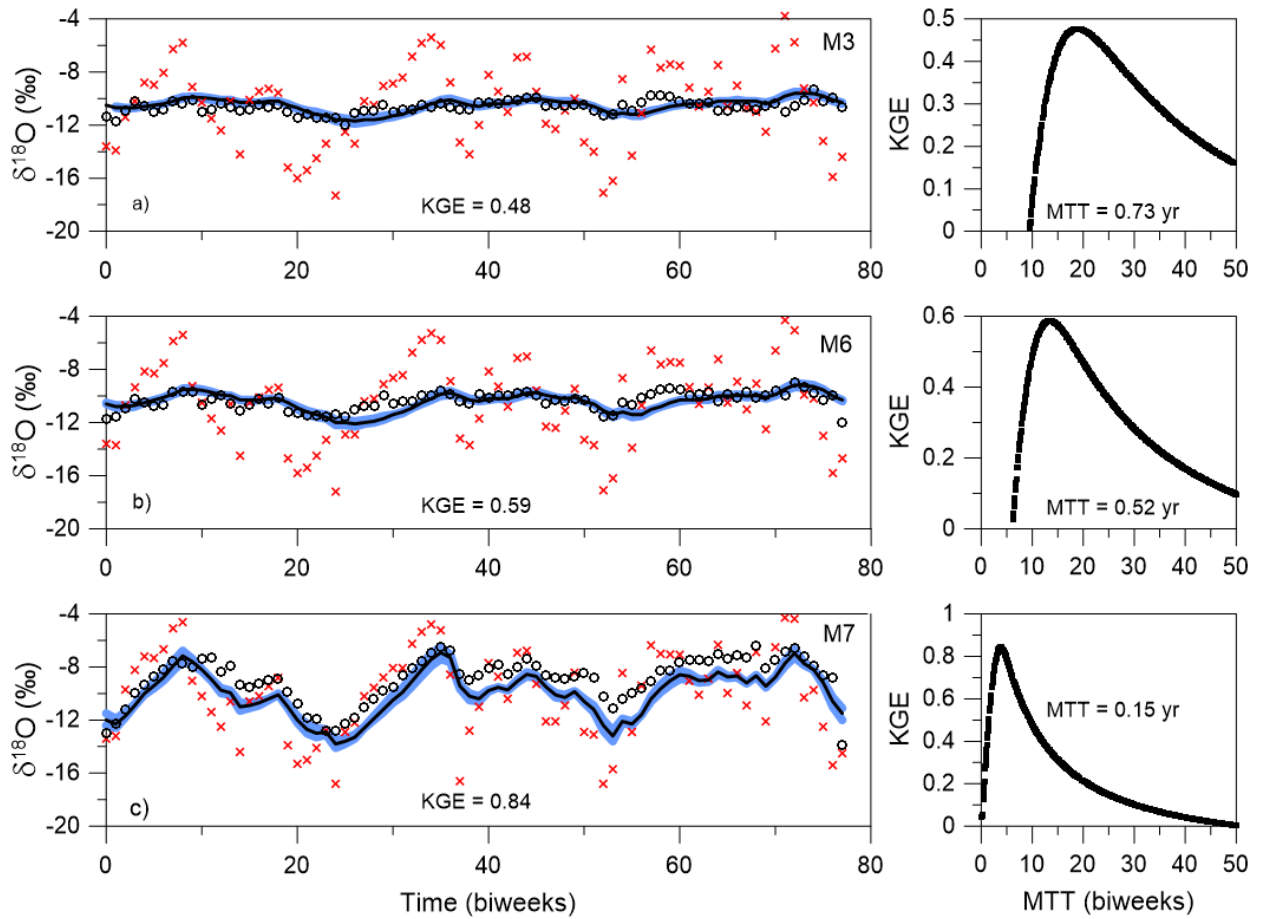 -4
-8
-12
-16
-20
δ18O (‰)
M3
a)
KGE = 0.48
0
20
40
60
80
0.5
0.4
0.3
0.2
0.1
0
KGE
MTT = 0.73 yr
0 10 20 30 40 50
-4
-8
-12
-16
-20
δ18O (‰)
M6
b)
KGE = 0.59
0
20
40
60
80
0.6
0.4
0.2
0
KGE
MTT = 0.52 yr
0 10 20 30 40 50
-4
-8
-12
-16
-20
δ18O (‰)
M7
c)
KGE = 0.84
0
20
40
60
80
Time (biweeks)
1
0.8
0.6
0.4
0.2
0
KGE
MTT = 0.15 yr
0 10 20 30 40 50
MTT (biweeks)